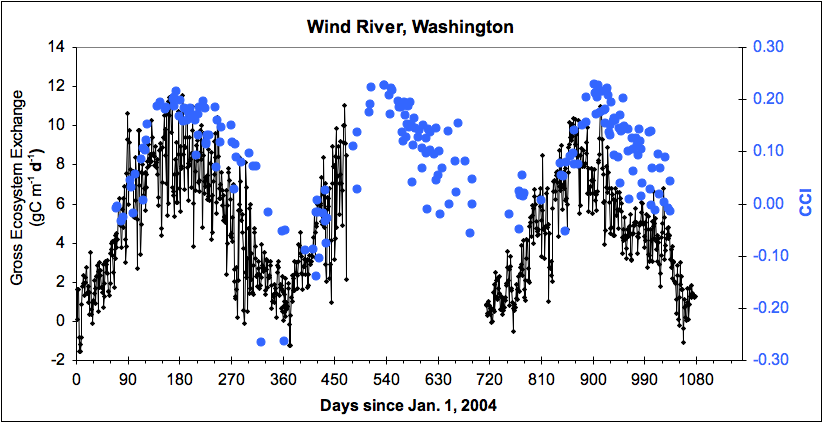 Wind River, Washington
Gross Ecosystem Exchange
(gC m⁻¹ d⁻¹)
14
12
10
8
6
4
2
0
-2
0.30
0.20
0.10
0.00
-0.10
-0.20
-0.30
CCI
0 90 180 270 360 450 540 630 720 810 900 990 1080
Days since Jan. 1, 2004